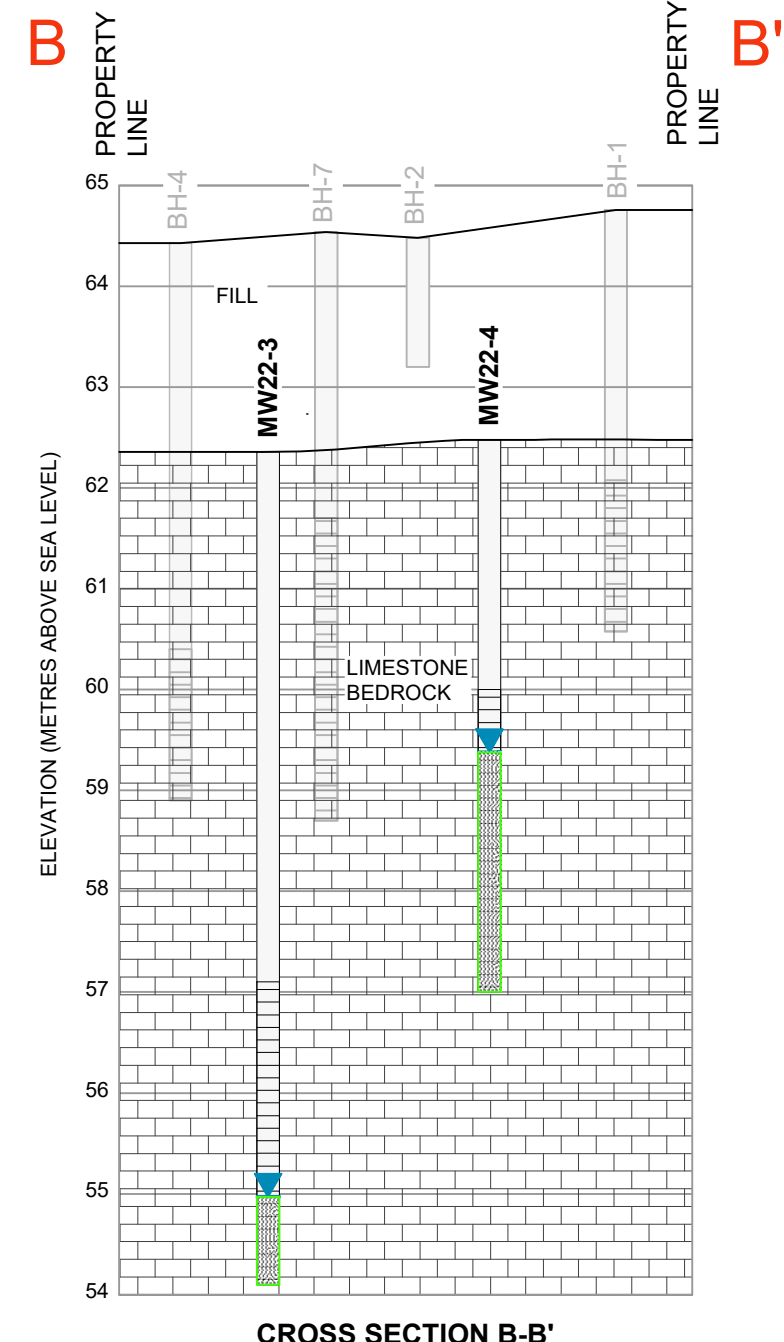 B
PROPERTY
LINE
PROPERTY
LINE
B'
BH-4
BH-7
BH-2
BH-1
65
64
FILL
MW22-3
MW22-4
63
62
61
60
LIMESTONE
BEDROCK
59
58
57
56
55
54
ELEVATION (METRES ABOVE SEA LEVEL)
CROSS SECTION B-B'